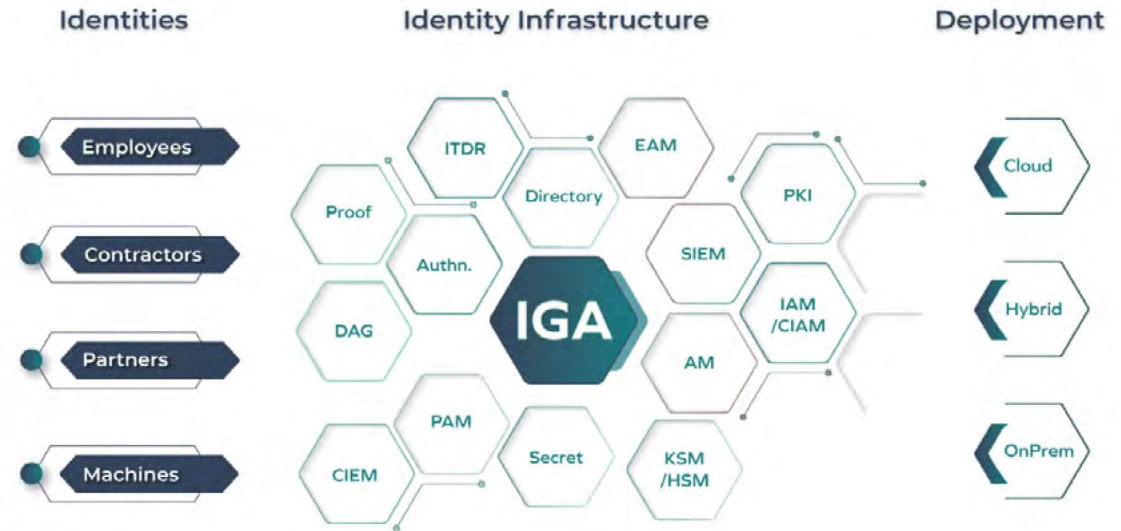 Identities
Identity Infrastructure
Deployment
Employees
Contractors
Partners
Machines
ITDR
EAM
Directory
Proof
PKI
Authn.
SIEM
IGA
IAM
/CIAM
DAG
AM
PAM
CIEM
Secret
KSM
/HSM
Cloud
Hybrid
OnPrem